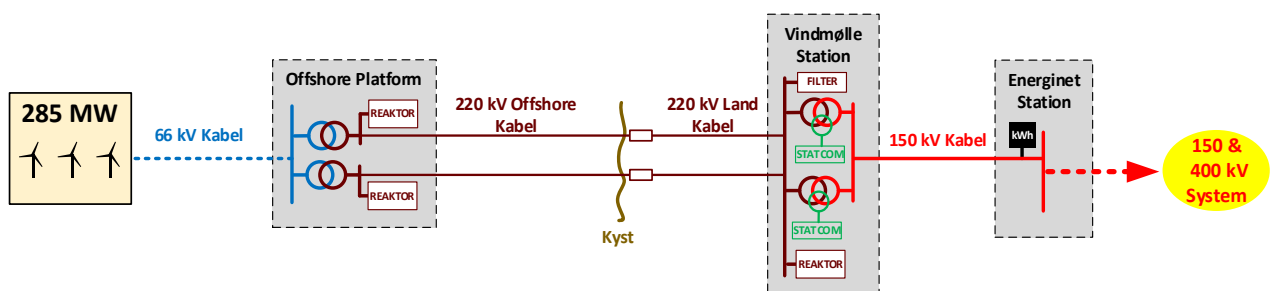 285 MW
66 kV Kabel
Offshore Platform
REAKTOR
REAKTOR
220 kV Offshore
Kabel
Kyst
220 kV Land
Kabel
Vindmølle
Station
FILTER
STATCOM
STATCOM
REAKTOR
150 kV Kabel
Energinet
Station
kWh
150 &
400 kV
System